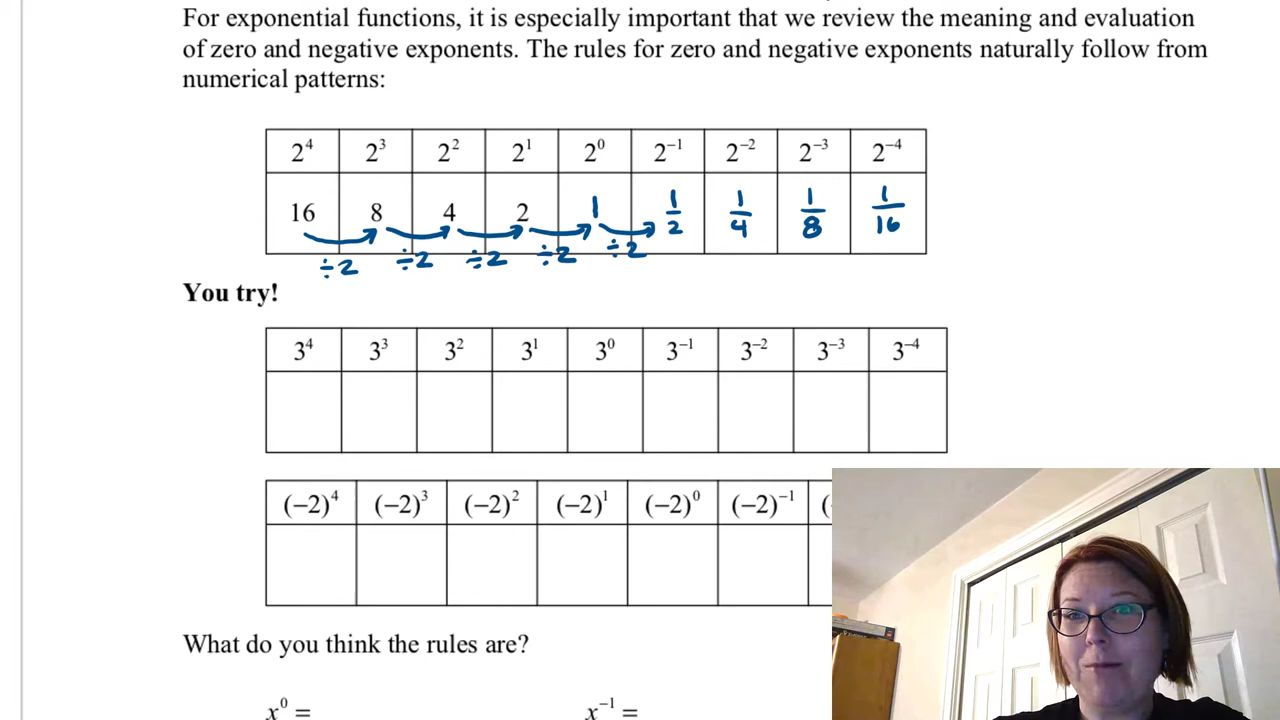 For exponential functions, it is especially important that we review the meaning and evaluation
of zero and negative exponents. The rules for zero and negative exponents naturally follow from
numerical patterns:
2⁴ 2³ 2² 2¹ 2⁰ 2⁻¹ 2⁻² 2⁻³ 2⁻⁴
16 8 4 2 1 1/2 1/4 1/8 1/16
÷2 ÷2 ÷2 ÷2 ÷2
You try!
3⁴ 3³ 3² 3¹ 3⁰ 3⁻¹ 3⁻² 3⁻³ 3⁻⁴
(–2)⁴ (–2)³ (–2)² (–2)¹ (–2)⁰ (–2)⁻¹ (
What do you think the rules are?
x⁰ = x⁻¹ =